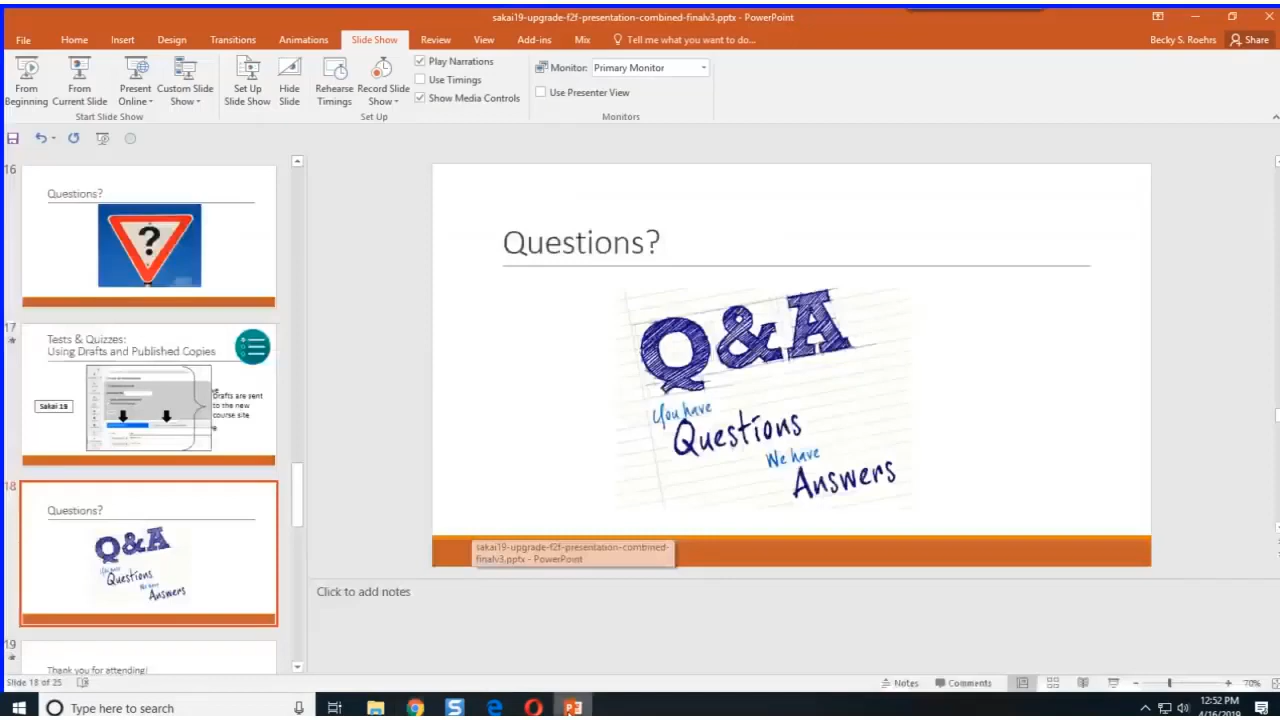 sakai19-upgrade-f2f-presentation-combined-finalv3.pptx - PowerPoint
File Home Insert Design Transitions Animations Slide Show Review View Add-ins Mix Tell me what you want to do... Becky S. Roehrs Share
From Beginning
From Current Slide
Present Online
Custom Slide Show
Start Slide Show
Set Up Slide Show
Hide Slide
Rehearse Timings
Record Slide Show
Play Narrations
Use Timings
Show Media Controls
Set Up
Monitor: Primary Monitor
Use Presenter View
Monitors
16
Questions?
?
17
Tests & Quizzes:
Using Drafts and Published Copies
Sakai 19
Drafts are sent
to the new
course site
18
Questions?
Q&A
You have
Questions
We have
Answers
19
Thank you for attending!
Questions?
Q&A
You have
Questions
We have
Answers
sakai19-upgrade-f2f-presentation-combined-
finalv3.pptx - PowerPoint
Click to add notes
Slide 18 of 25
Notes Comments 70%
Type here to search
12:52 PM
4/16/2019